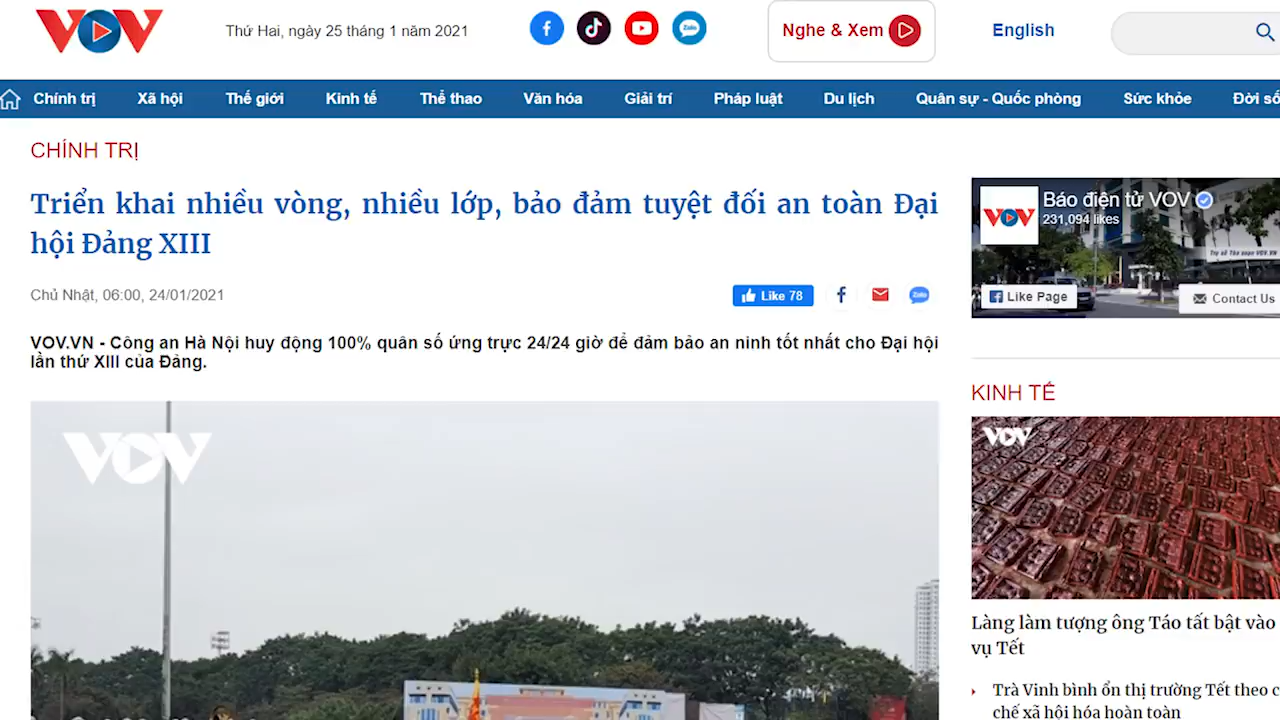 VOV
Thứ Hai, ngày 25 tháng 1 năm 2021
Zalo
Nghe & Xem
English
Chính trị Xã hội Thế giới Kinh tế Thể thao Văn hóa Giải trí Pháp luật Du lịch Quân sự - Quốc phòng Sức khỏe Đời số
CHÍNH TRỊ
Triển khai nhiều vòng, nhiều lớp, bảo đảm tuyệt đối an toàn Đại
hội Đảng XIII
Chủ Nhật, 06:00, 24/01/2021
Like 78
Zalo
VOV.VN - Công an Hà Nội huy động 100% quân số ứng trực 24/24 giờ để đảm bảo an ninh tốt nhất cho Đại hội
lần thứ XIII của Đảng.
VOV
VOV
Báo điện tử VOV
231,094 likes
Like Page
Contact Us
KINH TẾ
VOV
Làng làm tượng ông Táo tất bật vào
vụ Tết
Trà Vinh bình ổn thị trường Tết theo c
chế xã hội hóa hoàn toàn